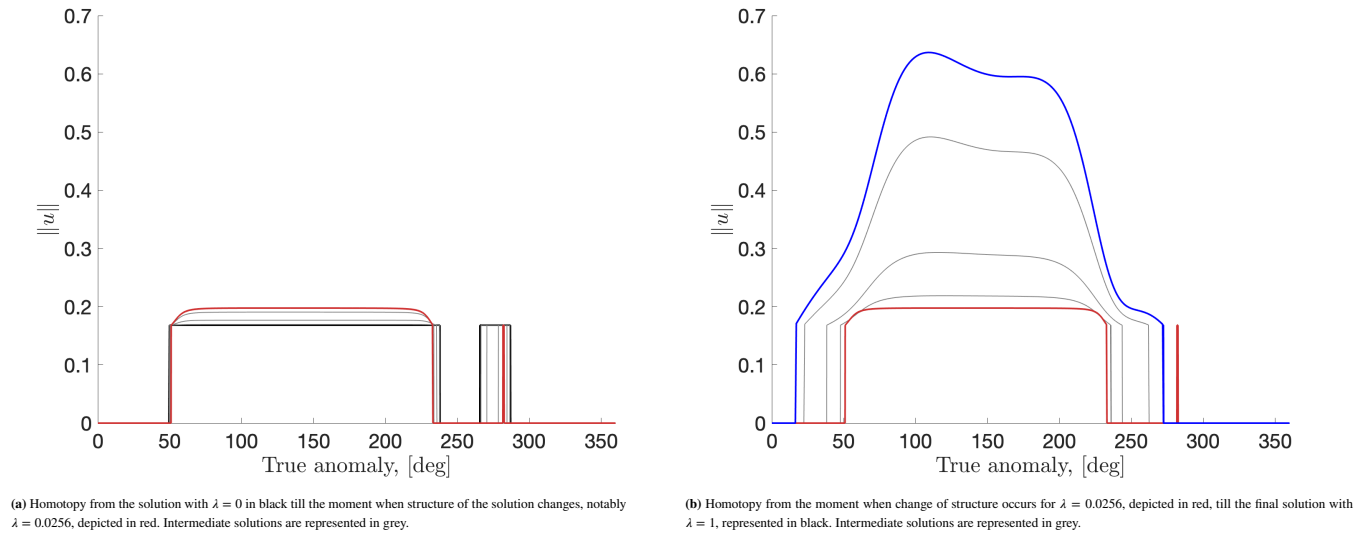 0.7
0.6
0.5
0.4
0.3
0.2
0.1
0
||u||
0 50 100 150 200 250 300 350
True anomaly, [deg]
(a) Homotopy from the solution with λ = 0 in black till the moment when structure of the solution changes, notably
λ = 0.0256, depicted in red. Intermediate solutions are represented in grey.
0.7
0.6
0.5
0.4
0.3
0.2
0.1
0
||u||
0 50 100 150 200 250 300 350
True anomaly, [deg]
(b) Homotopy from the moment when change of structure occurs for λ = 0.0256, depicted in red, till the final solution with
λ = 1, represented in black. Intermediate solutions are represented in grey.